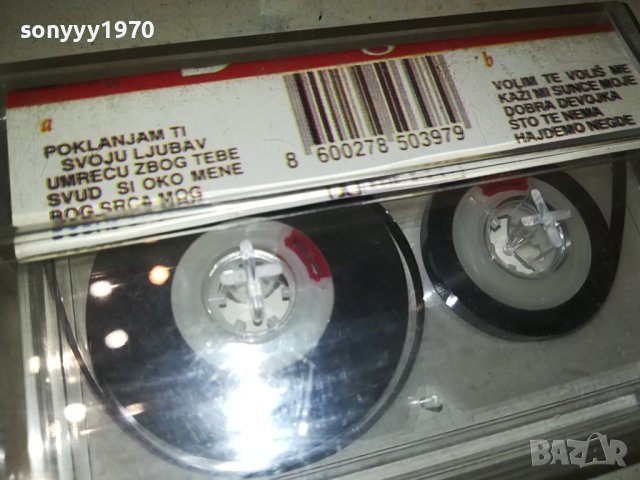 sonyyy1970
a
POKLANJAM TI
SVOJU LJUBAV
UMREĆU ZBOG TEBE
SVUD SI OKO MENE
BOG SRCA MOG
8 600278 503979
b
VOLIM TE VOLIŠ ME
KAZI MI SUNCE MOJE
DOBRA DEVOJKA
ŠTO TE NEMA
HAJDEMO NEGDE
BAZAR